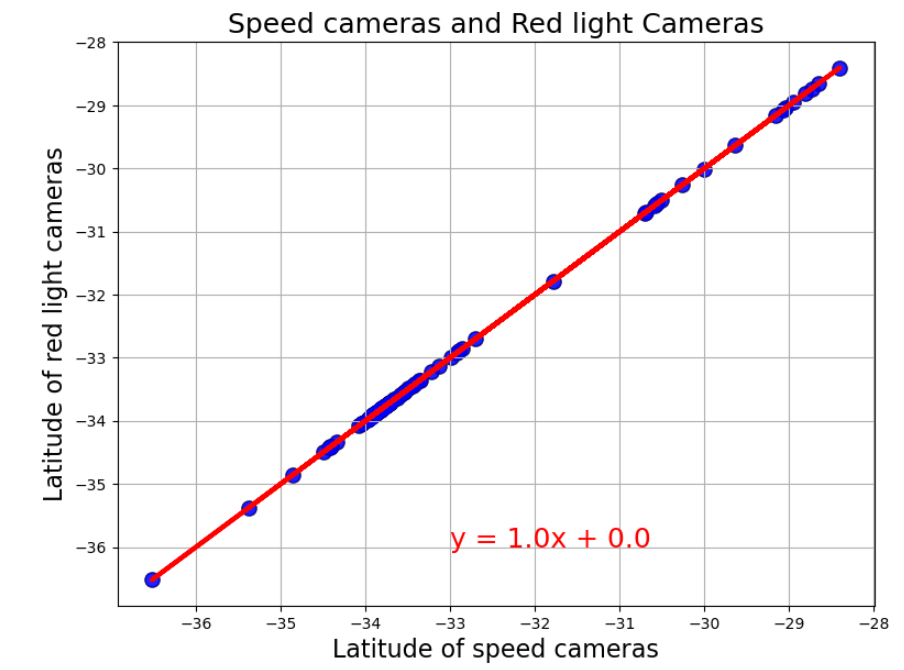 Speed cameras and Red light Cameras
Latitude of red light cameras
−28
−29
−30
−31
−32
−33
−34
−35
−36
y = 1.0x + 0.0
−36 −35 −34 −33 −32 −31 −30 −29 −28
Latitude of speed cameras